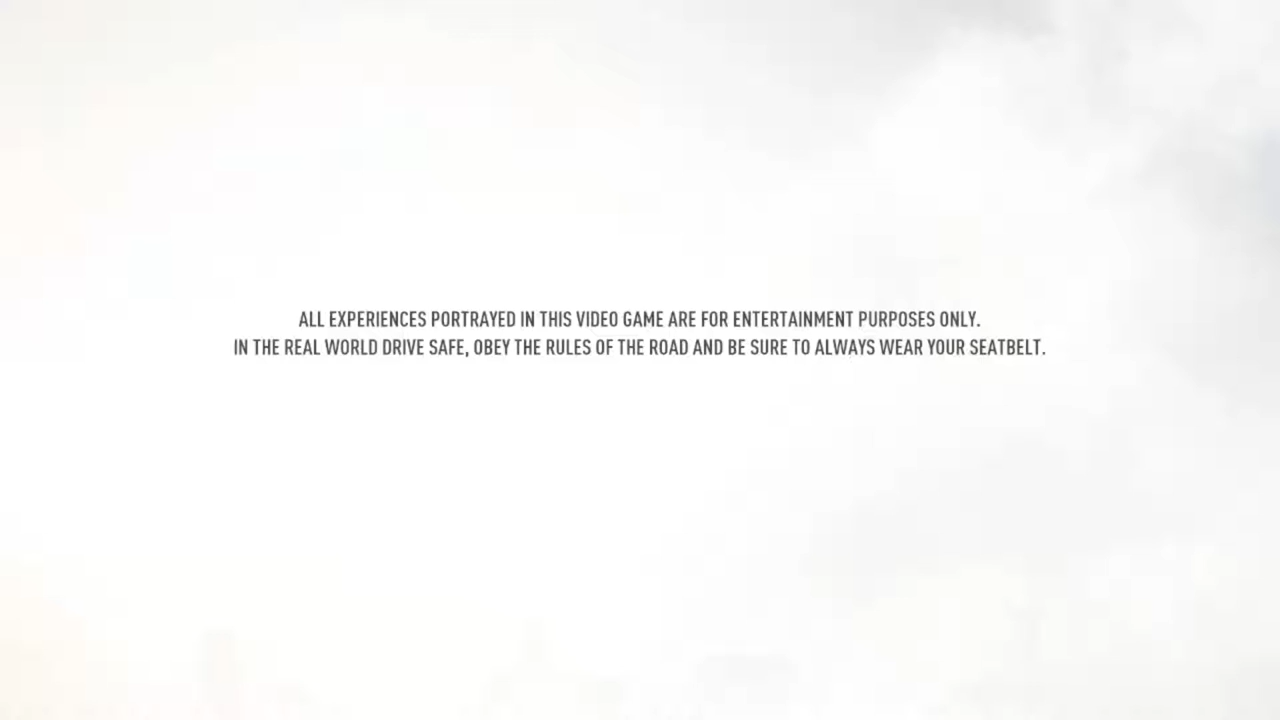 ALL EXPERIENCES PORTRAYED IN THIS VIDEO GAME ARE FOR ENTERTAINMENT PURPOSES ONLY.
IN THE REAL WORLD DRIVE SAFE, OBEY THE RULES OF THE ROAD AND BE SURE TO ALWAYS WEAR YOUR SEATBELT.